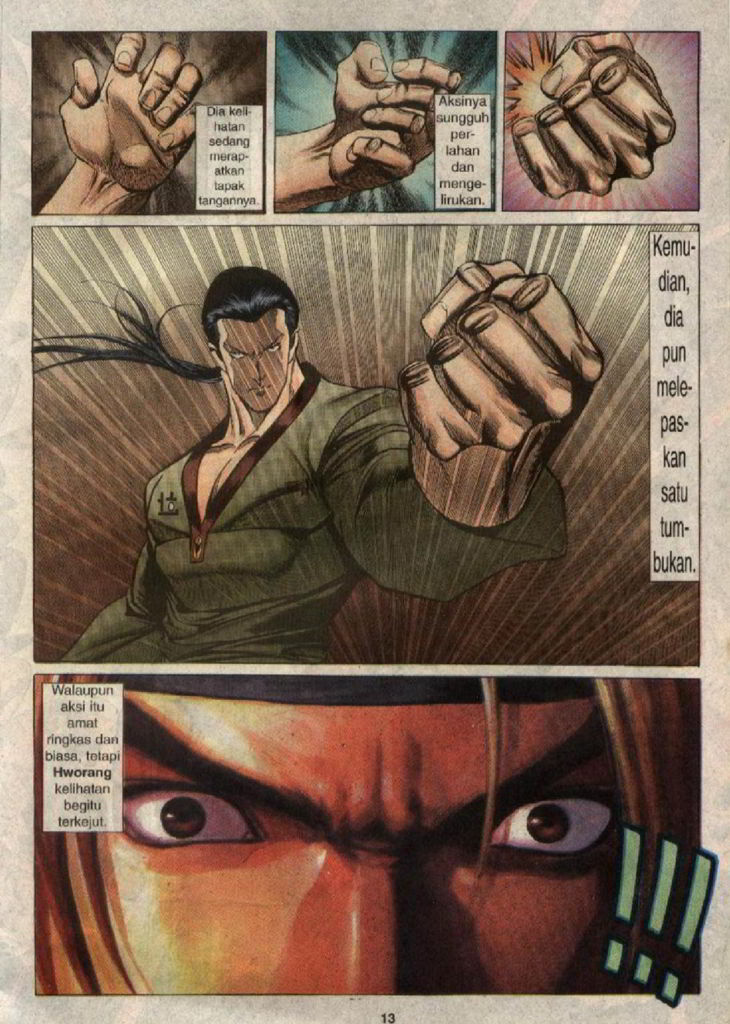 Dia keli-
hatan
sedang
merap-
atkan
tapak
tangannya.
Aksinya
sungguh
per-
lahan
dan
menge-
lirukan.
Kemu-
dian,
dia
pun
mele-
pas-
kan
satu
tum-
bukan.
Walaupun
aksi itu
amat
ringkas dan
biasa, tetapi
Hworang
kelihatan
begitu
terkejut.
!!!
13